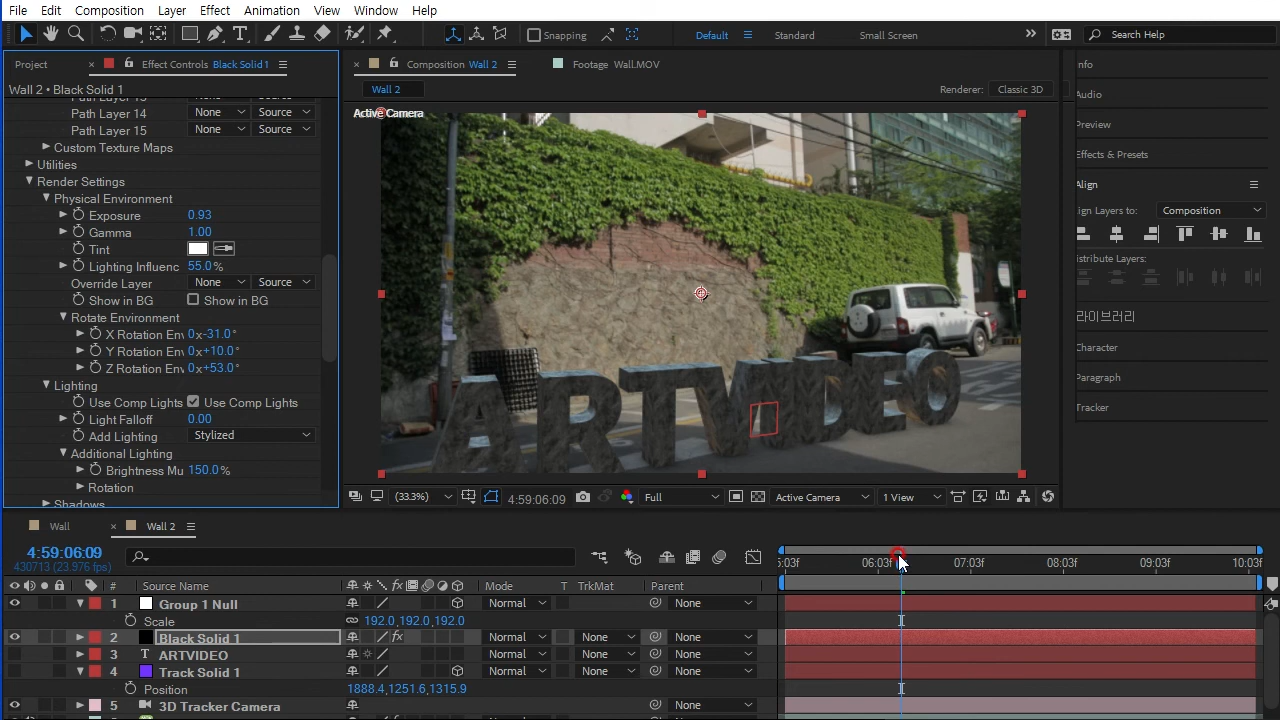 File Edit Composition Layer Effect Animation View Window Help
Snapping Default Standard Small Screen Search Help
Project Effect Controls Black Solid 1 Composition Wall 2 Footage Wall.MOV
Wall 2 • Black Solid 1 Wall 2 Renderer: Classic 3D
Path Layer 14 None Source
Path Layer 15 None Source
Custom Texture Maps
Utilities
Render Settings
Physical Environment
Exposure 0.93
Gamma 1.00
Tint
Lighting Influenc 55.0%
Override Layer None Source
Show in BG Show in BG
Rotate Environment
X Rotation Env 0x-31.0°
Y Rotation Env 0x+10.0°
Z Rotation Env 0x+53.0°
Lighting
Use Comp Lights Use Comp Lights
Light Falloff 0.00
Add Lighting Stylized
Additional Lighting
Brightness Mu 150.0%
Rotation
Shadows
Active Camera
ARTVIDEO
(33.3%) 4:59:06:09 Full Active Camera 1 View
nfo
Audio
Preview
Effects & Presets
Align
lign Layers to: Composition
istribute Layers:
라이브러리
Character
Paragraph
Tracker
Wall Wall 2
4:59:06:09
430713 (23.976 fps)
5:03f 06:03f 07:03f 08:03f 09:03f 10:03f
# Source Name Mode T TrkMat Parent
1 Group 1 Null Normal None
Scale 192.0,192.0,192.0
2 Black Solid 1 Normal None None
3 T ARTVIDEO Normal None None
4 Track Solid 1 Normal None None
Position 1888.4,1251.6,1315.9
5 3D Tracker Camera None